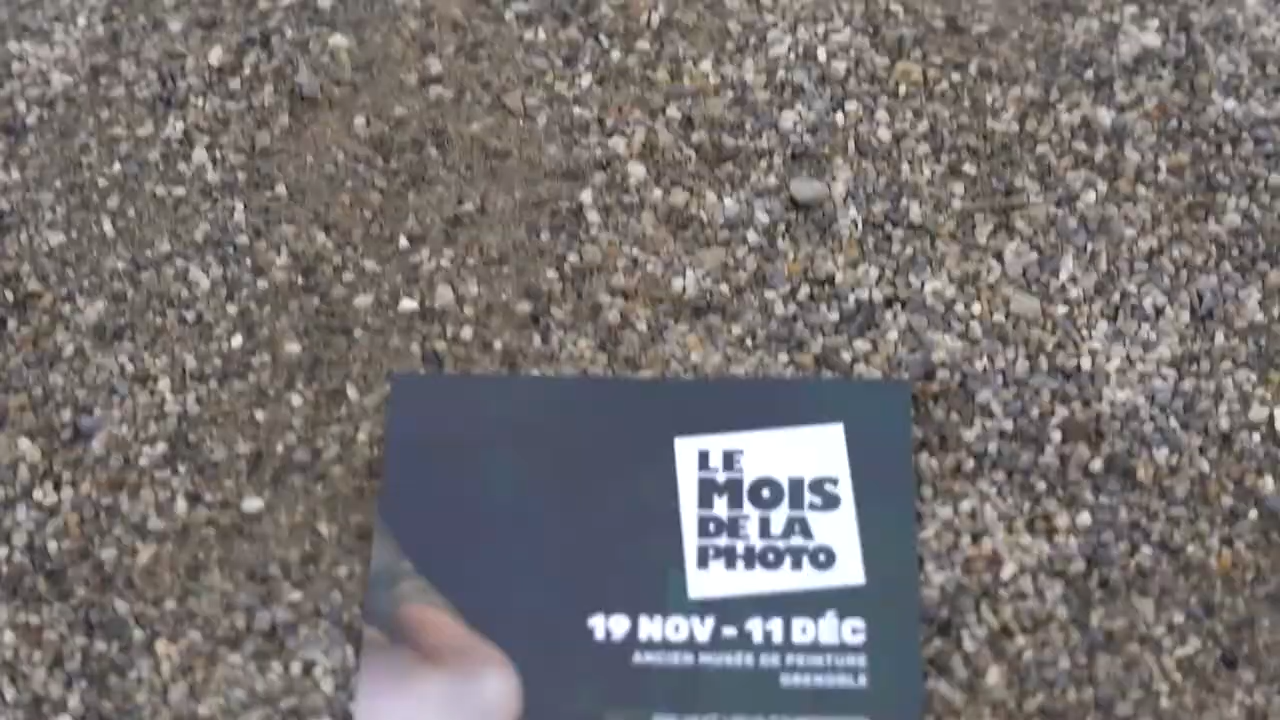 LE
MOIS
DE LA
PHOTO
19 NOV - 11 DÉC
ANCIEN MUSÉE DE PEINTURE
GRENOBLE